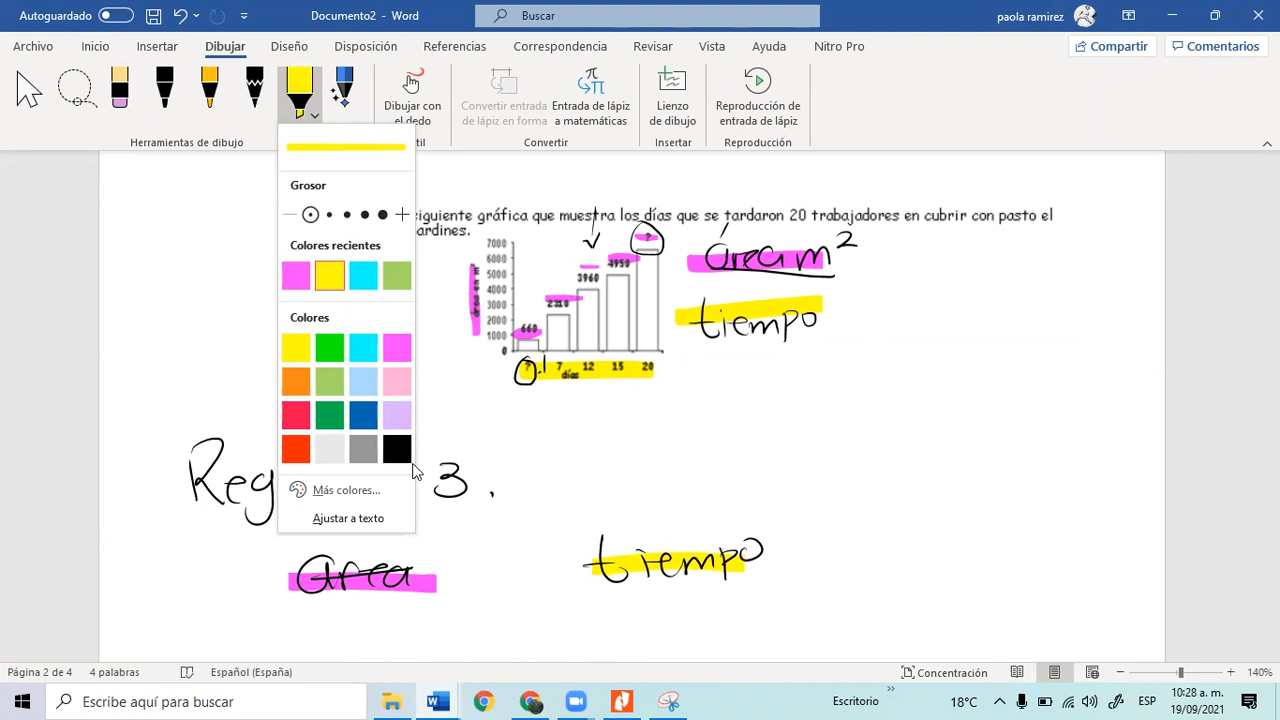 Autoguardado
Documento2 - Word
Buscar
paola ramirez
Archivo
Inicio
Insertar
Dibujar
Diseño
Disposición
Referencias
Correspondencia
Revisar
Vista
Ayuda
Nitro Pro
Compartir
Comentarios
Dibujar con
el dedo
Convertir entrada
de lápiz en forma
Entrada de lápiz
a matemáticas
Lienzo
de dibujo
Reproducción de
entrada de lápiz
Herramientas de dibujo
til
Convertir
Insertar
Reproducción
Grosor
Colores recientes
Colores
Más colores...
Ajustar a texto
siguiente gráfica que muestra los días que se tardaron 20 trabajadores en cubrir con pasto el
ardines.
7000
6000
5000
4000
3000
2000
1000
0
área en m
660
2310
3960
4950
?
? 7 12 15 20
días
área m²
tiempo
Reg 3.
area
tiempo
Página 2 de 4
4 palabras
Español (España)
Concentración
140%
Escribe aquí para buscar
Escritorio
18°C
ESP
10:28 a. m.
19/09/2021